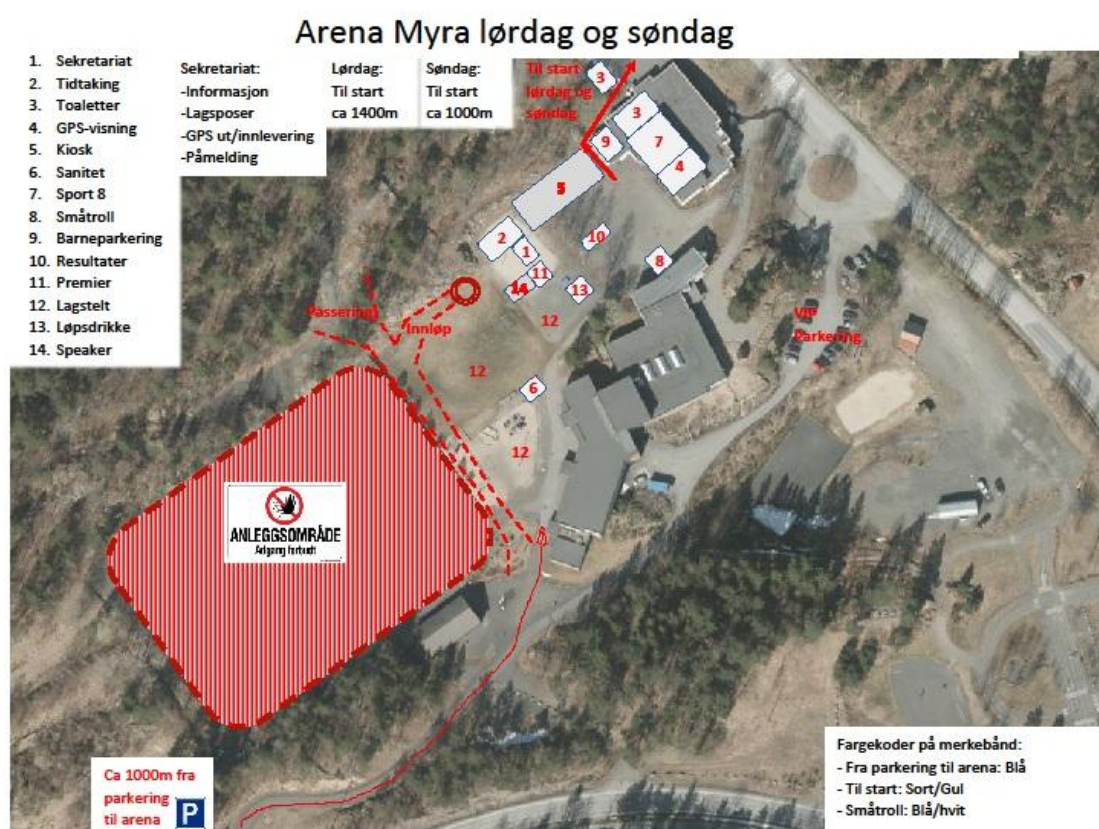 Arena Myra lørdag og søndag
1. Sekretariat
2. Tidtaking
3. Toaletter
4. GPS-visning
5. Kiosk
6. Sanitet
7. Sport 8
8. Småtroll
9. Barneparkering
10. Resultater
11. Premier
12. Lagstelt
13. Løpsdrikke
14. Speaker
Sekretariat:
-Informasjon
-Lagsposer
-GPS ut/innlevering
-Påmelding
Lørdag:
Til start
ca 1400m
Søndag:
Til start
ca 1000m
Til start
lørdag og
søndag
3
3
7
9
4
5
2
1
10
8
11
14
13
12
Passering
Innløp
12
6
12
VIP
Parkering
ANLEGGSOMRÅDE
Adgang forbudt
Ca 1000m fra
parkering
til arena
P
Fargekoder på merkebånd:
- Fra parkering til arena: Blå
- Til start: Sort/Gul
- Småtroll: Blå/hvit